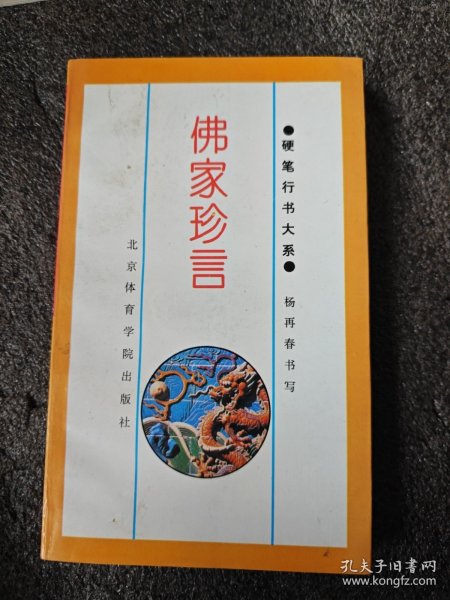 ●硬笔行书大系●
杨再春书写
佛家珍言
北京体育学院出版社
孔夫子旧书网
www.kongfz.com